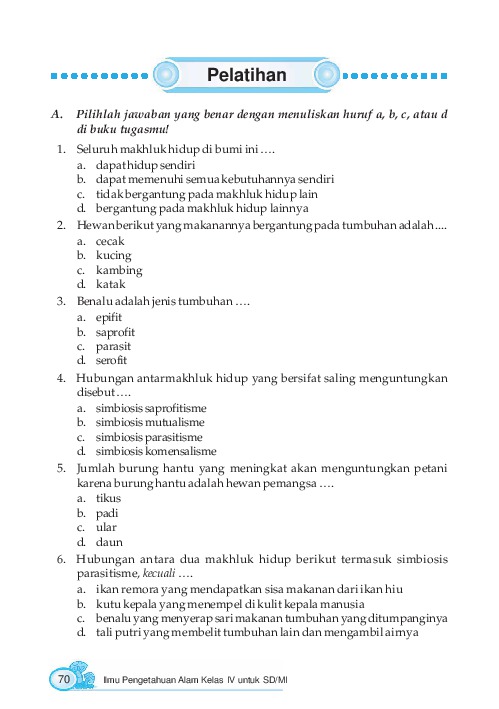 Pelatihan
A. Pilihlah jawaban yang benar dengan menuliskan huruf a, b, c, atau d
di buku tugasmu!
1. Seluruh makhluk hidup di bumi ini ….
a. dapat hidup sendiri
b. dapat memenuhi semua kebutuhannya sendiri
c. tidak bergantung pada makhluk hidup lain
d. bergantung pada makhluk hidup lainnya
2. Hewan berikut yang makanannya bergantung pada tumbuhan adalah ....
a. cecak
b. kucing
c. kambing
d. katak
3. Benalu adalah jenis tumbuhan ….
a. epifit
b. saprofit
c. parasit
d. serofit
4. Hubungan antarmakhluk hidup yang bersifat saling menguntungkan
disebut ….
a. simbiosis saprofitisme
b. simbiosis mutualisme
c. simbiosis parasitisme
d. simbiosis komensalisme
5. Jumlah burung hantu yang meningkat akan menguntungkan petani
karena burung hantu adalah hewan pemangsa ….
a. tikus
b. padi
c. ular
d. daun
6. Hubungan antara dua makhluk hidup berikut termasuk simbiosis
parasitisme, kecuali ….
a. ikan remora yang mendapatkan sisa makanan dari ikan hiu
b. kutu kepala yang menempel di kulit kepala manusia
c. benalu yang menyerap sari makanan tumbuhan yang ditumpanginya
d. tali putri yang membelit tumbuhan lain dan mengambil airnya
70 Ilmu Pengetahuan Alam Kelas IV untuk SD/MI